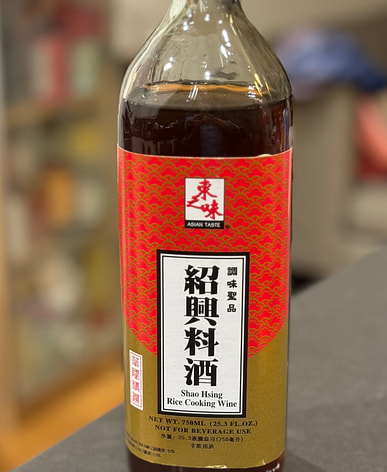 東之味
ASIAN TASTE
調味聖品
紹興料酒
Shao Hsing
Rice Cooking Wine
NET WT. 750ML (25.3 FL.OZ.)
NOT FOR BEVERAGE USE